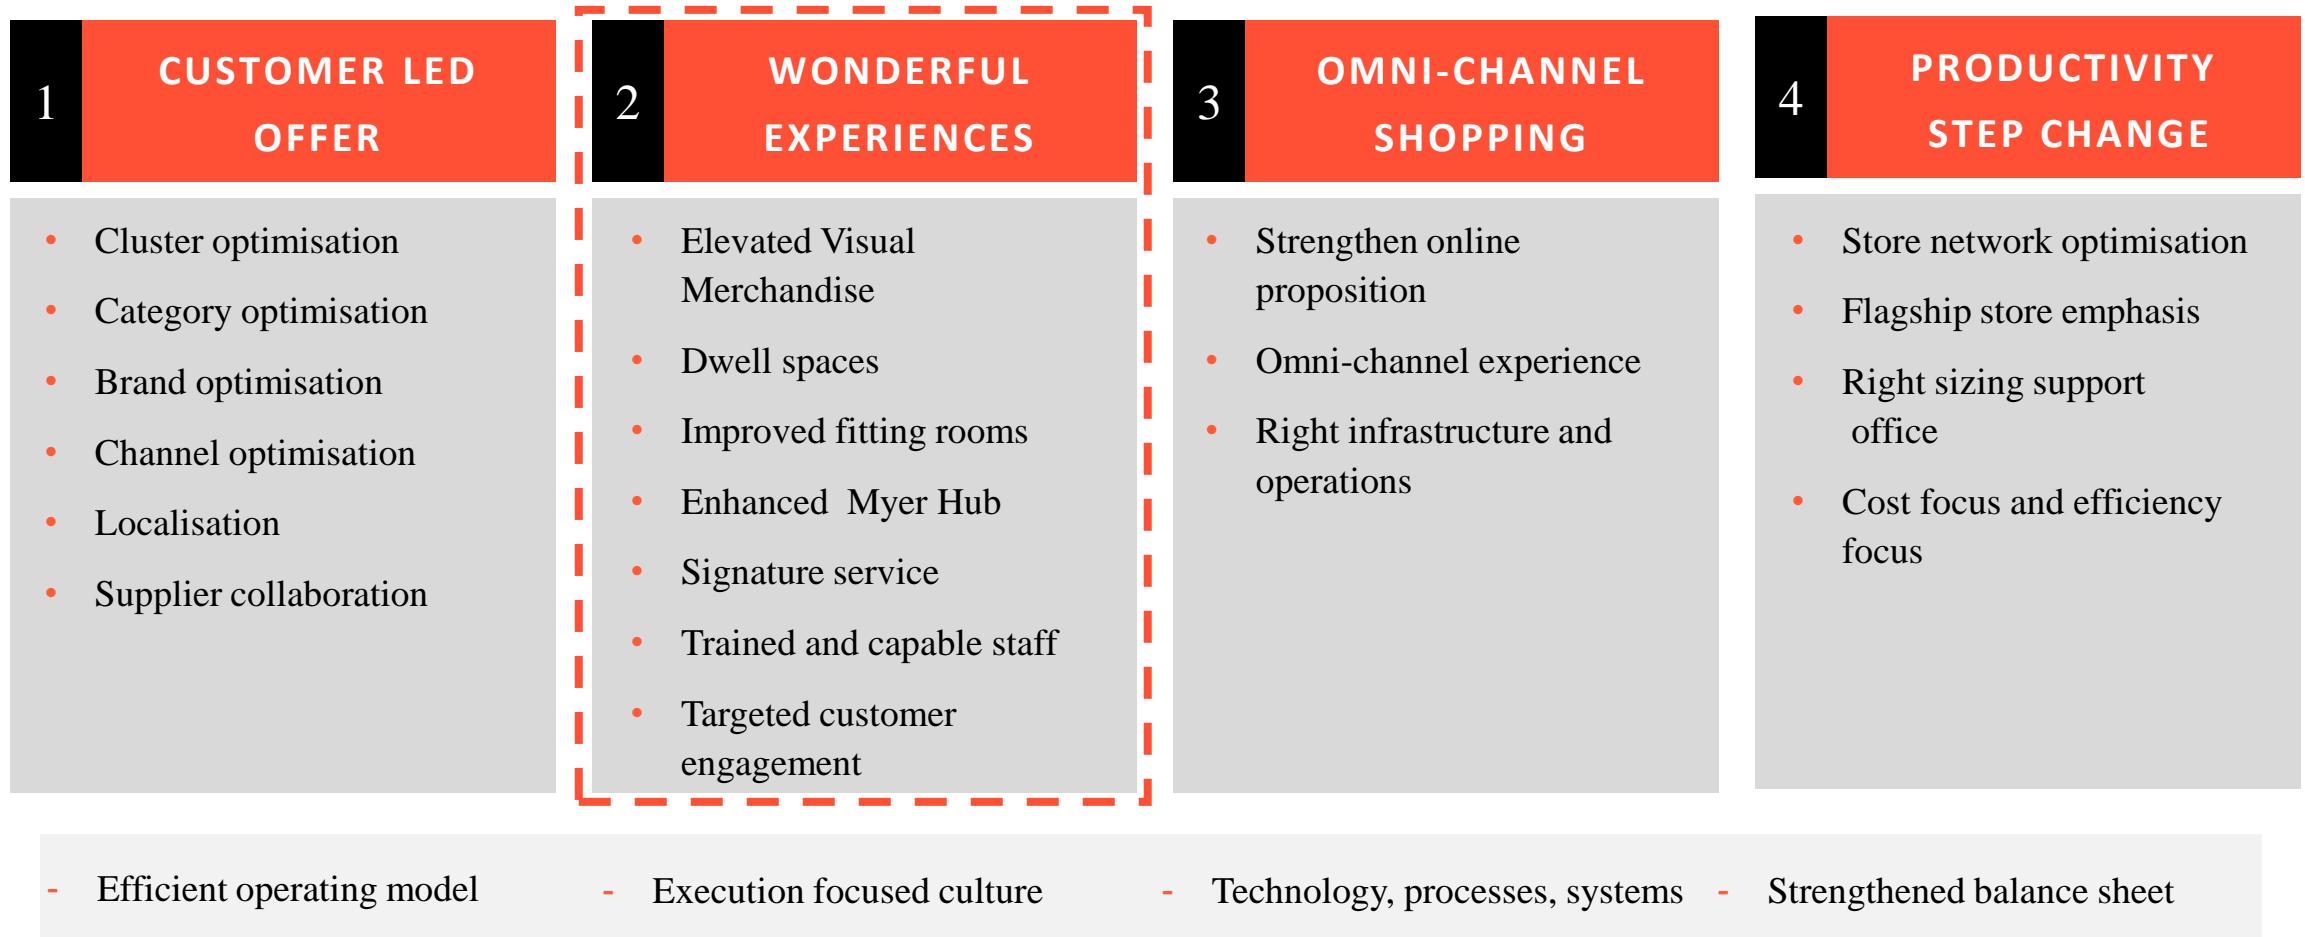 1
CUSTOMER LED
OFFER
• Cluster optimisation
• Category optimisation
• Brand optimisation
• Channel optimisation
• Localisation
• Supplier collaboration
2
WONDERFUL
EXPERIENCES
• Elevated Visual
Merchandise
• Dwell spaces
• Improved fitting rooms
• Enhanced  Myer Hub
• Signature service
• Trained and capable staff
• Targeted customer
engagement
3
OMNI-CHANNEL
SHOPPING
• Strengthen online
proposition
• Omni-channel experience
• Right infrastructure and
operations
4
PRODUCTIVITY
STEP CHANGE
• Store network optimisation
• Flagship store emphasis
• Right sizing support
office
• Cost focus and efficiency
focus
- Efficient operating model
- Execution focused culture
- Technology, processes, systems
- Strengthened balance sheet